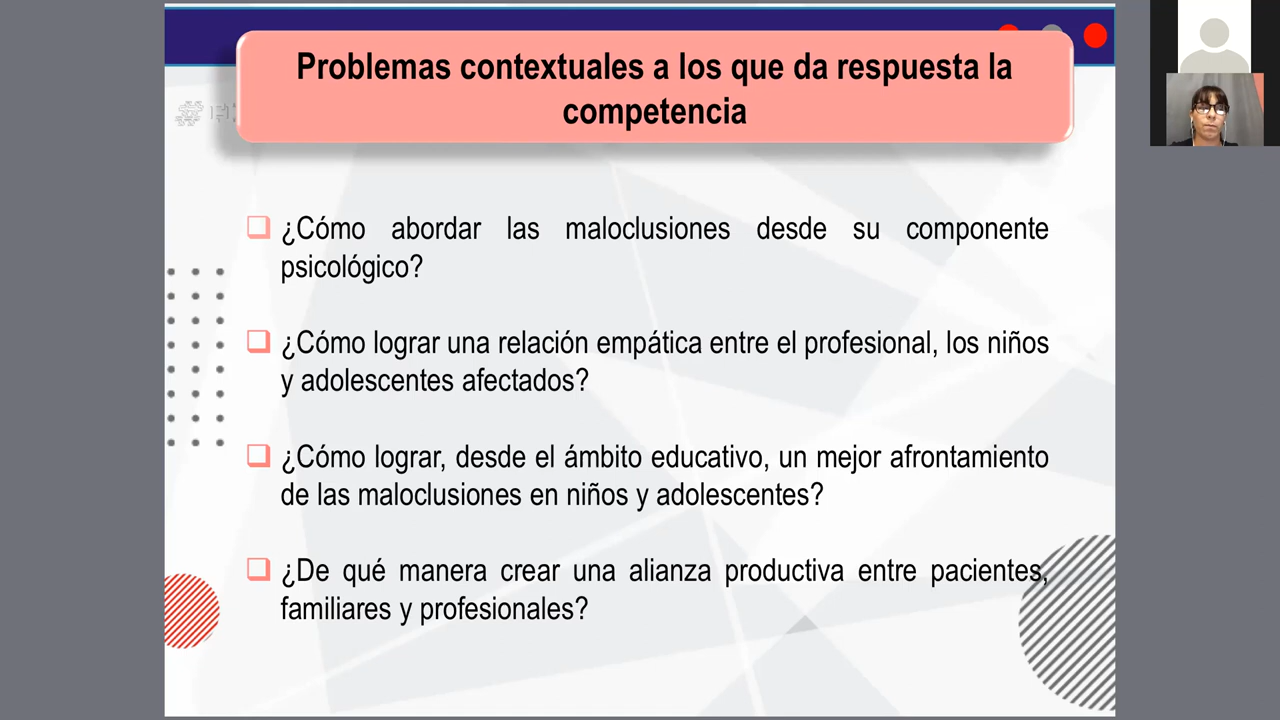 Problemas contextuales a los que da respuesta la
competencia
#
¿Cómo abordar las maloclusiones desde su componente
psicológico?
¿Cómo lograr una relación empática entre el profesional, los niños
y adolescentes afectados?
¿Cómo lograr, desde el ámbito educativo, un mejor afrontamiento
de las maloclusiones en niños y adolescentes?
¿De qué manera crear una alianza productiva entre pacientes,
familiares y profesionales?